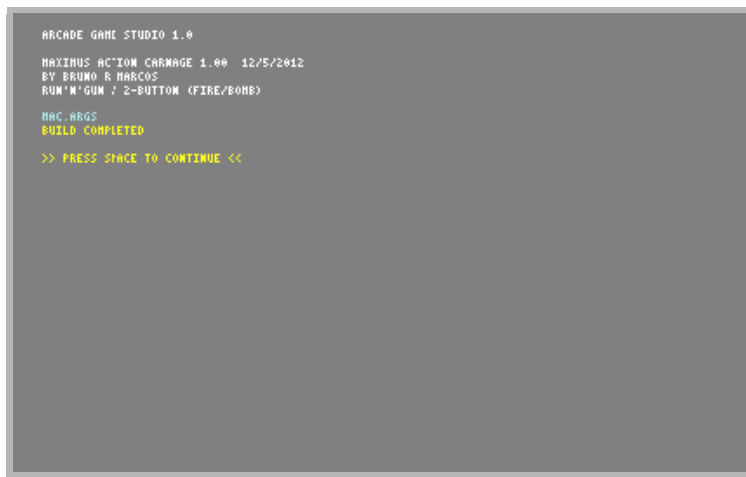 ARCADE GAME STUDIO 1.0
MAXIMUS ACTION CARNAGE 1.00 12/5/2012
BY BRUNO R MARCOS
RUN'N'GUN / 2-BUTTON (FIRE/BOMB)
MAC.ARGS
BUILD COMPLETED
>> PRESS SPACE TO CONTINUE <<